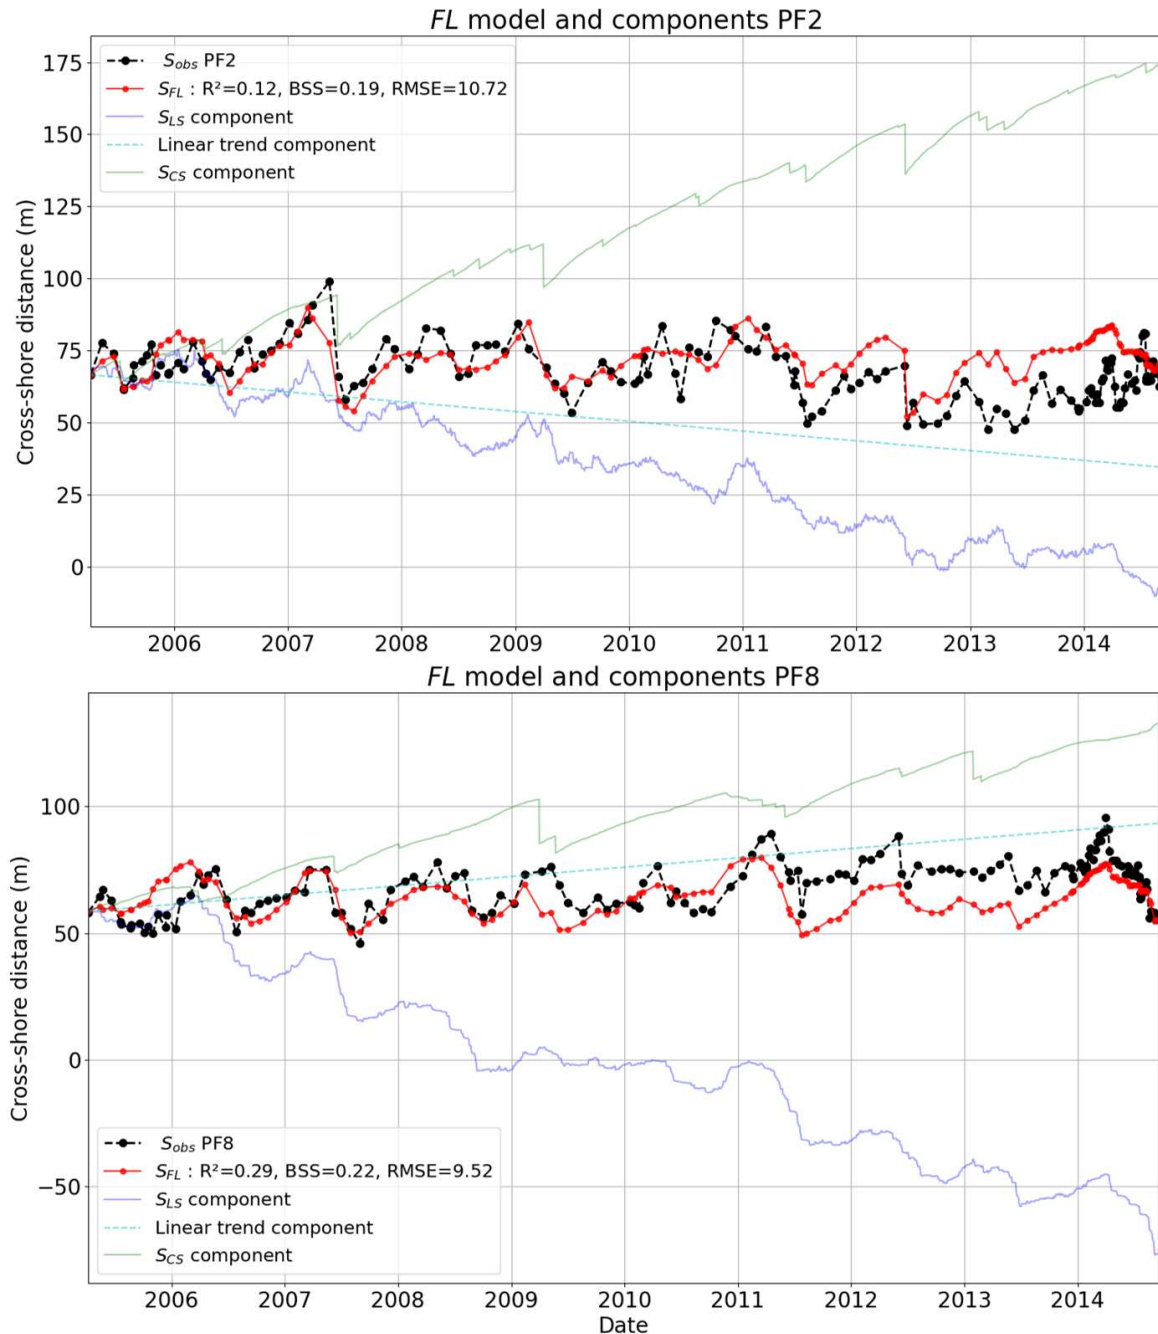 FL model and components PF2
175
150
125
100
75
50
25
0
Cross-shore distance (m)
S_obs PF2
S_FL : R²=0.12, BSS=0.19, RMSE=10.72
S_LS component
Linear trend component
S_CS component
2006 2007 2008 2009 2010 2011 2012 2013 2014
FL model and components PF8
100
50
0
−50
Cross-shore distance (m)
S_obs PF8
S_FL : R²=0.29, BSS=0.22, RMSE=9.52
S_LS component
Linear trend component
S_CS component
2006 2007 2008 2009 2010 2011 2012 2013 2014
Date